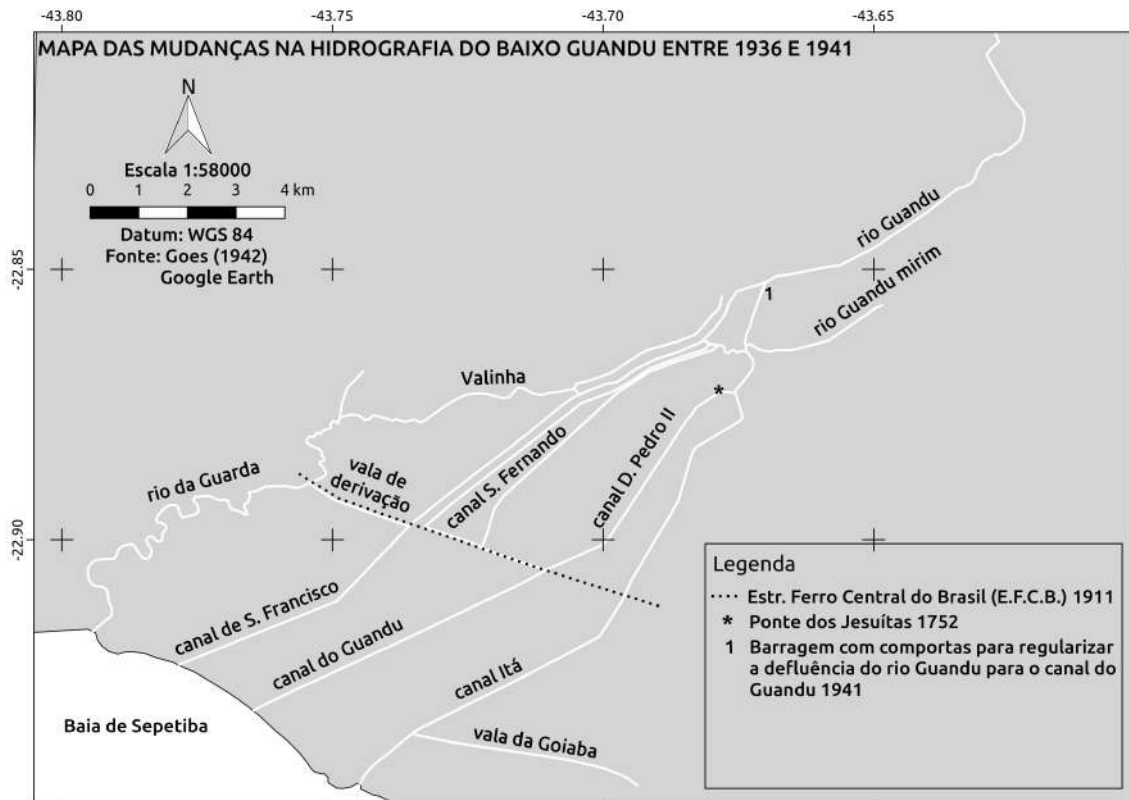 -43.80 -43.75 -43.70 -43.65
MAPA DAS MUDANÇAS NA HIDROGRAFIA DO BAIXO GUANDU ENTRE 1936 E 1941
N
Escala 1:58000
0 1 2 3 4 km
Datum: WGS 84
Fonte: Goes (1942)
Google Earth
-22.85
-22.90
rio Guandu
1
rio Guandu mirim
Valinha
*
canal D. Pedro II
canal S. Fernando
vala de
derivação
rio da Guarda
canal de S. Francisco
canal do Guandu
canal Itá
vala da Goiaba
Baia de Sepetiba
Legenda
Estr. Ferro Central do Brasil (E.F.C.B.) 1911
* Ponte dos Jesuítas 1752
1 Barragem com comportas para regularizar
a defluência do rio Guandu para o canal do
Guandu 1941